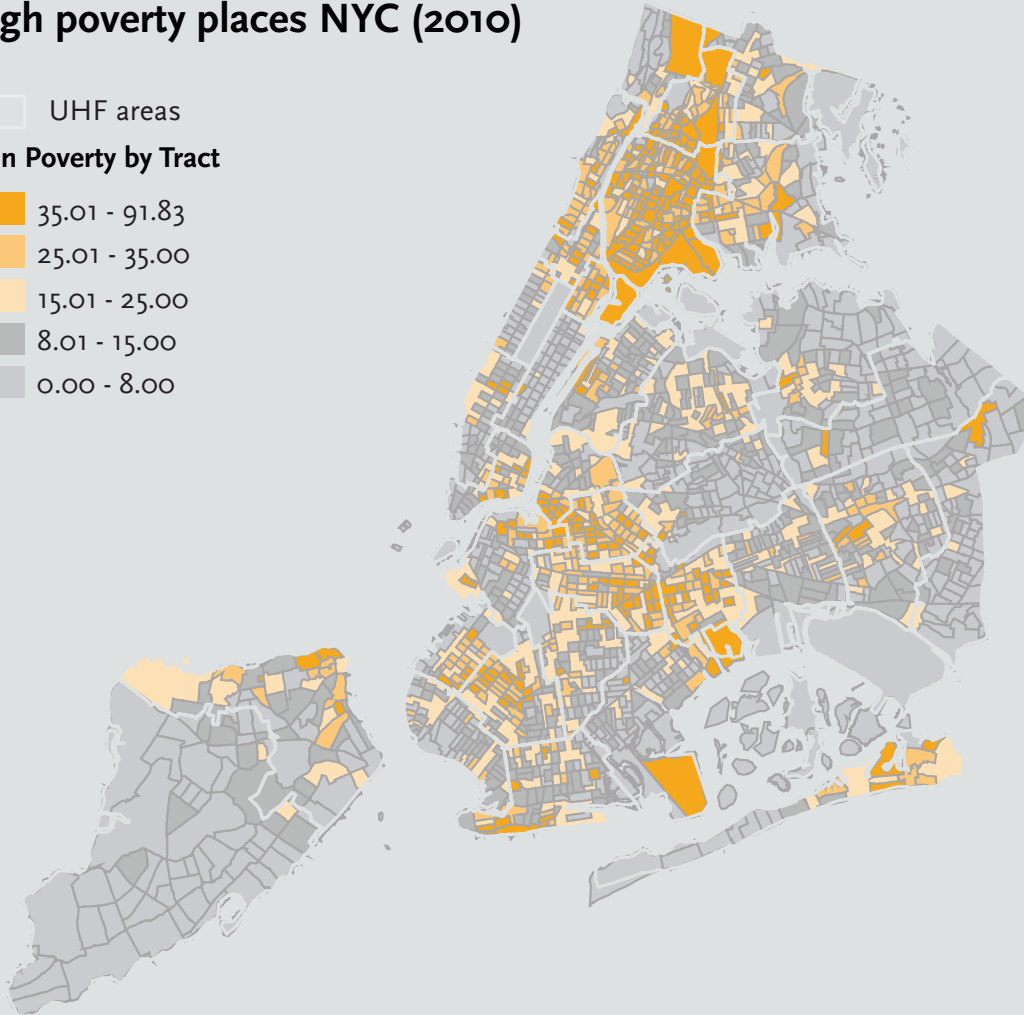 gh poverty places NYC (2010)
UHF areas
n Poverty by Tract
35.01 - 91.83
25.01 - 35.00
15.01 - 25.00
8.01 - 15.00
0.00 - 8.00